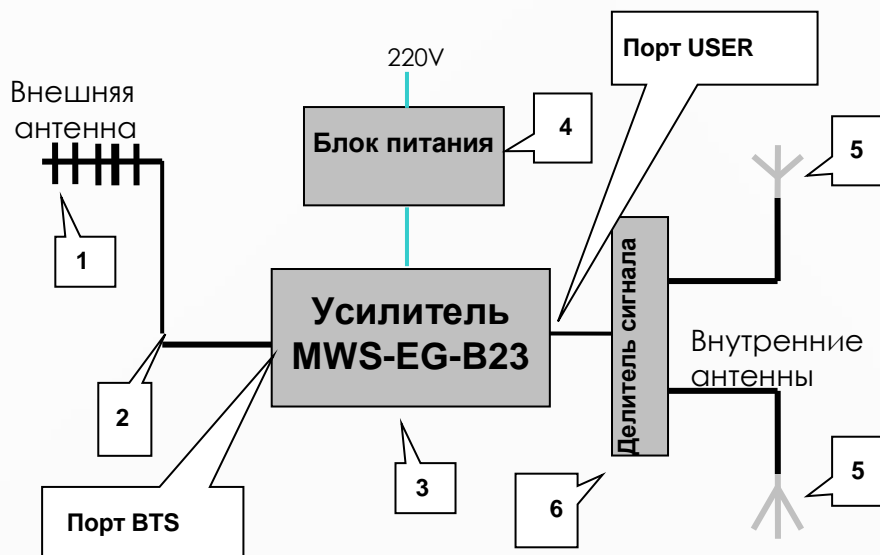 220V
Порт USER
Внешняя
антенна
Блок питания
4
5
1
Усилитель
MWS-EG-B23
Делитель сигнала
Внутренние
антенны
2
3
6
5
Порт BTS